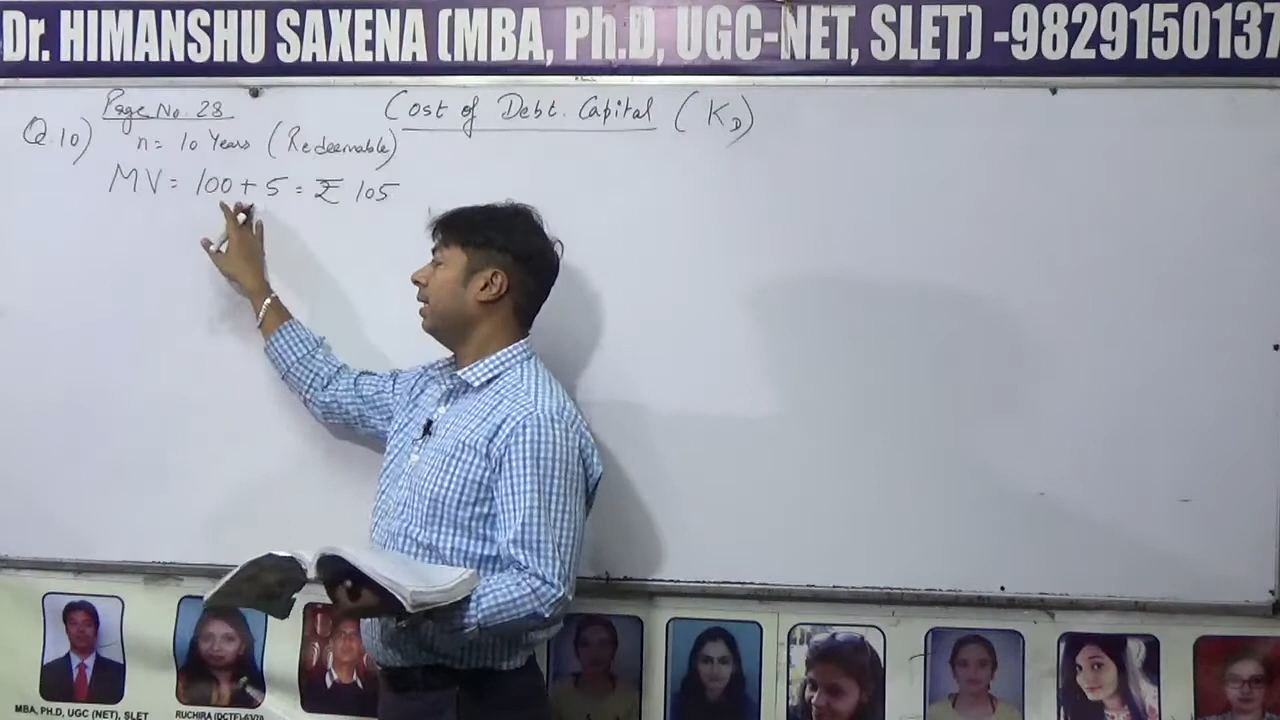 Dr. HIMANSHU SAXENA (MBA, Ph.D, UGC-NET, SLET) -9829150137
Page No. 28
Cost of Debt. Capital (KD)
Q.10) n = 10 Years (Redeemable)
MV = 100 + 5 = ₹ 105
MBA, PH.D, UGC (NET), SLET
RUCHIRA